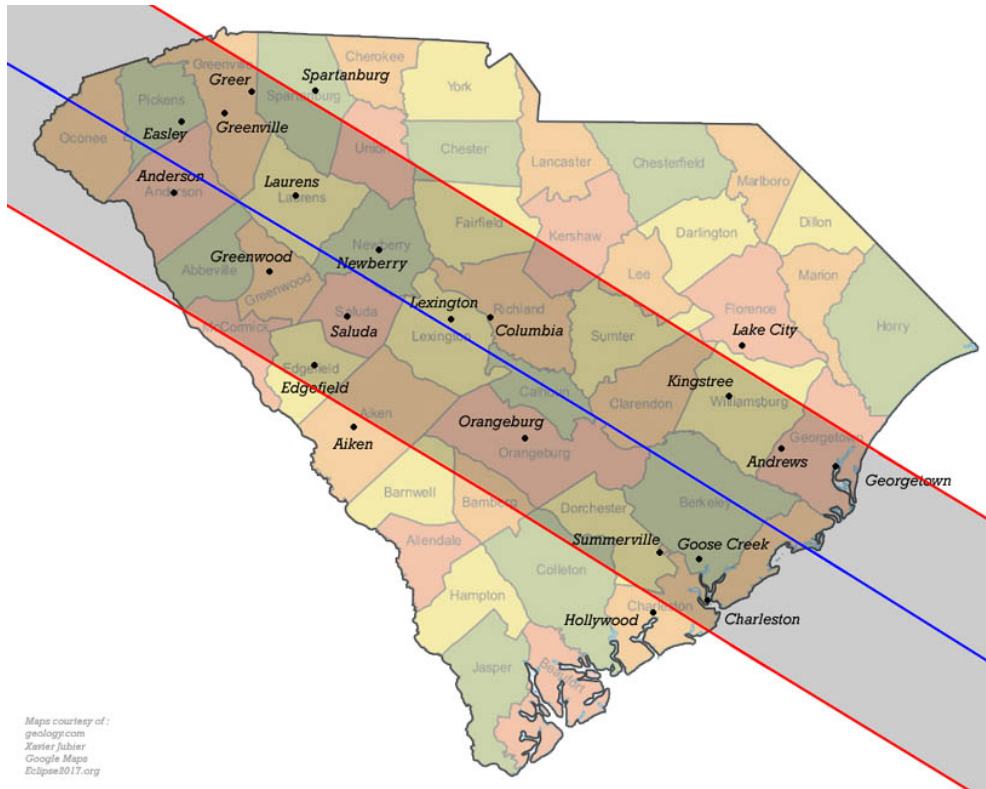 Cherokee
Greenville
Greer
Spartanburg
Spartanburg
York
Pickens
Easley
Greenville
Oconee
Union
Chester
Lancaster
Chesterfield
Marlboro
Anderson
Anderson
Laurens
Laurens
Dillon
Fairfield
Kershaw
Darlington
Newberry
Newberry
Greenwood
Abbeville
Greenwood
Lee
Marion
Lexington
Richland
Saluda
Saluda
McCormick
Lexington
Columbia
Sumter
Florence
Lake City
Horry
Edgefield
Edgefield
Kingstree
Calhoun
Clarendon
Williamsburg
Aiken
Aiken
Orangeburg
Orangeburg
Georgetown
Andrews
Georgetown
Barnwell
Bamberg
Berkeley
Dorchester
Allendale
Summerville
Goose Creek
Colleton
Hampton
Hollywood
Charleston
Charleston
Jasper
Beaufort
Maps courtesy of :
geology.com
Xavier Jubier
Google Maps
Eclipse2017.org